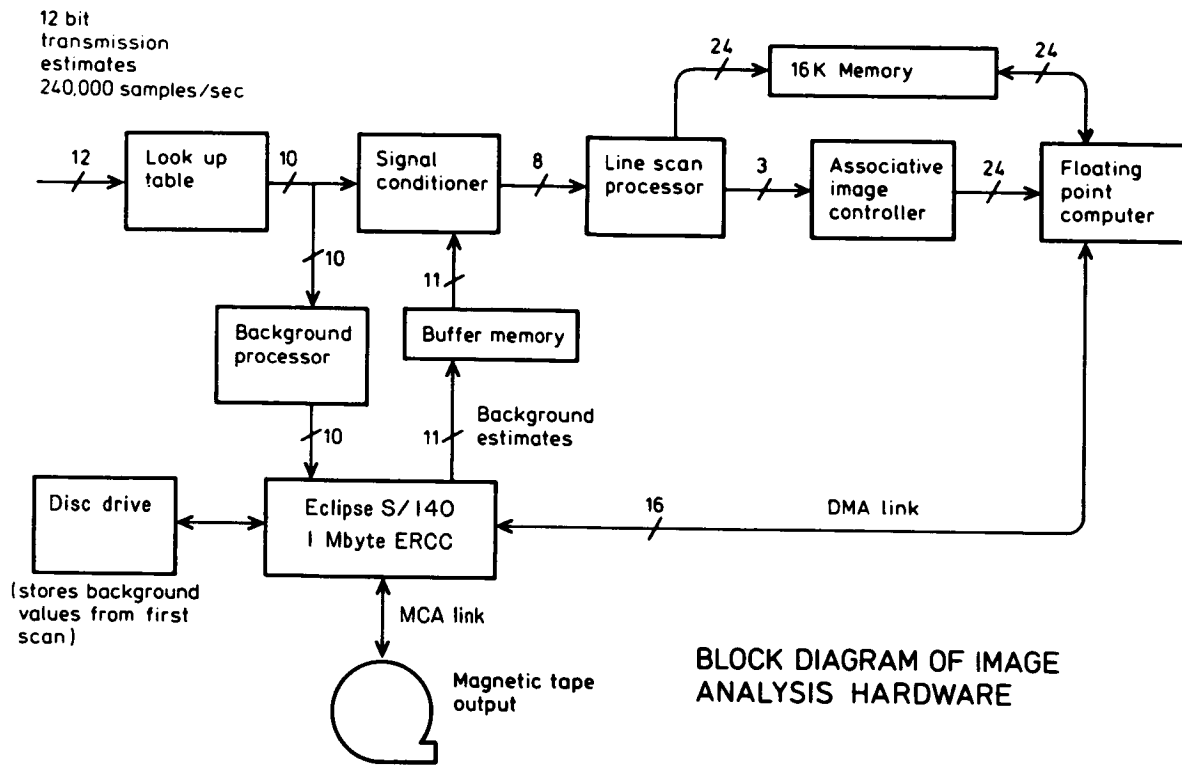 12 bit
transmission
estimates
240,000 samples/sec
24
24
16K Memory
12
Look up
table
10
Signal
conditioner
8
Line scan
processor
3
Associative
image
controller
24
Floating
point
computer
10
11
Background
processor
Buffer memory
10
11
Background
estimates
Disc drive
Eclipse S/140
1 Mbyte ERCC
16
DMA link
(stores background
values from first
scan)
MCA link
Magnetic tape
output
BLOCK DIAGRAM OF IMAGE
ANALYSIS HARDWARE